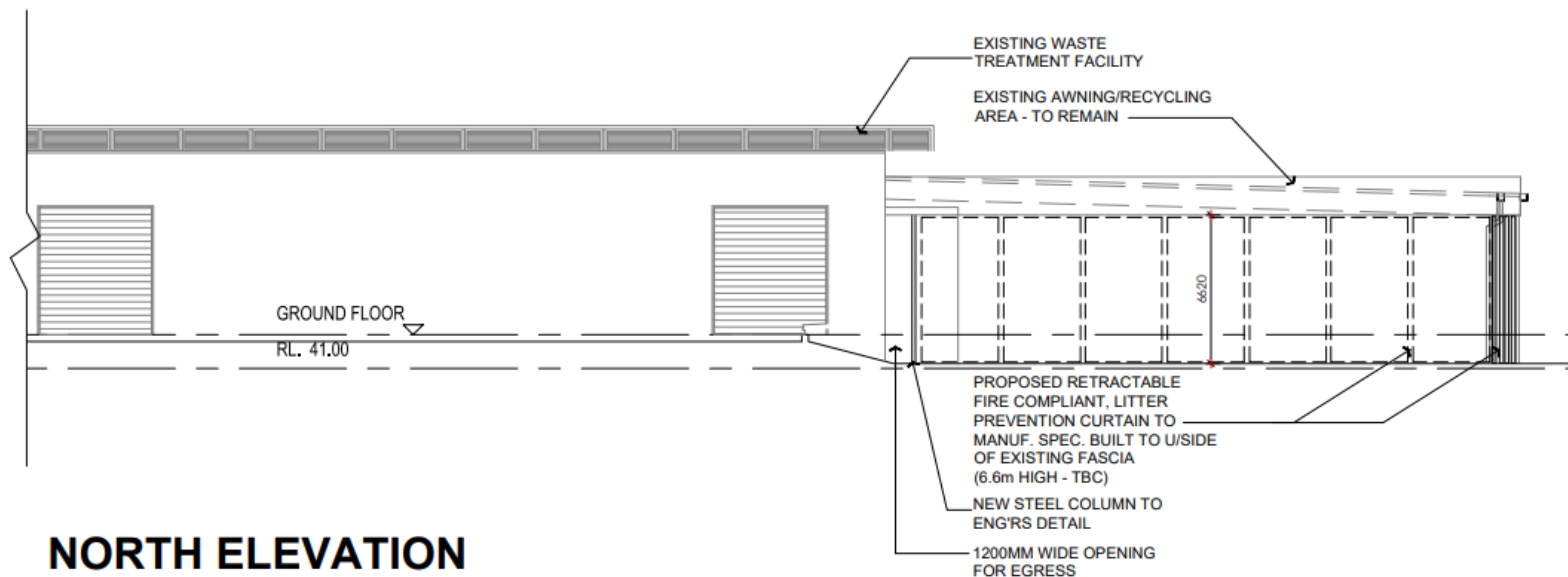 EXISTING WASTE
TREATMENT FACILITY
EXISTING AWNING/RECYCLING
AREA - TO REMAIN
6620
GROUND FLOOR
RL. 41.00
PROPOSED RETRACTABLE
FIRE COMPLIANT, LITTER
PREVENTION CURTAIN TO
MANUF. SPEC. BUILT TO U/SIDE
OF EXISTING FASCIA
(6.6m HIGH - TBC)
NEW STEEL COLUMN TO
ENG'RS DETAIL
1200MM WIDE OPENING
FOR EGRESS
NORTH ELEVATION